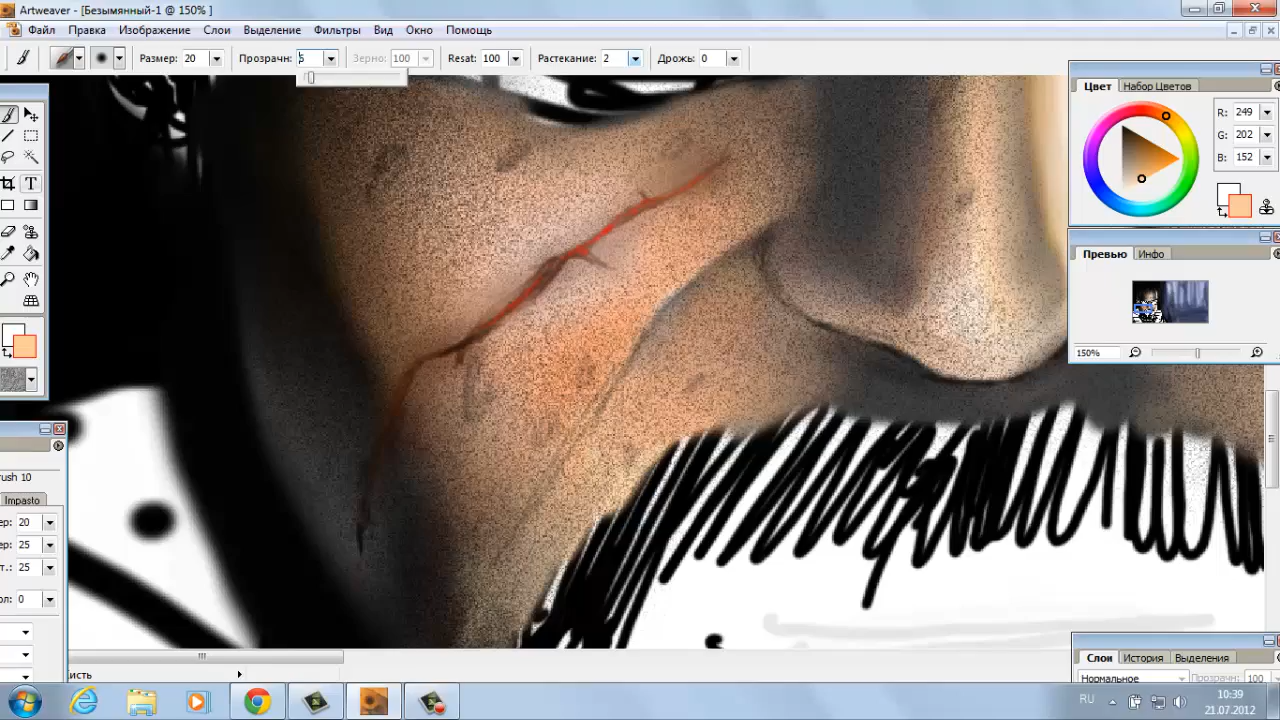 Artweaver - [Безымянный-1 @ 150% ]
Файл Правка Изображение Слои Выделение Фильтры Вид Окно Помощь
Размер: 20 Прозрачн: 5 Зерно: 100 Resat: 100 Растекание: 2 Дрожь: 0
Цвет Набор Цветов
R: 249
G: 202
B: 152
T
Превью Инфо
150%
rush 10
Impasto
ер: 20
ер: 25
т.: 25
ол: 0
исть
Слои История Выделения
Нормальное Прозрачн: 100
RU
10:39
21.07.2012